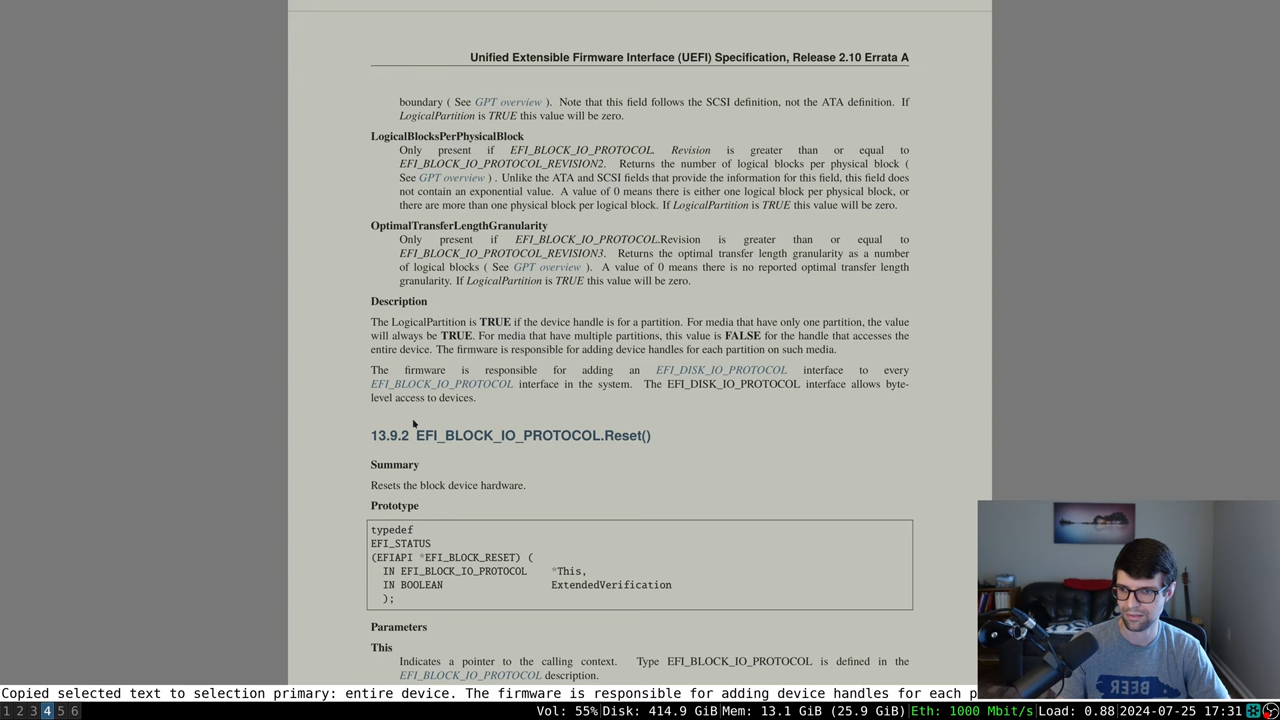 Unified Extensible Firmware Interface (UEFI) Specification, Release 2.10 Errata A
boundary ( See GPT overview ). Note that this field follows the SCSI definition, not the ATA definition. If
LogicalPartition is TRUE this value will be zero.
LogicalBlocksPerPhysicalBlock
Only present if EFI_BLOCK_IO_PROTOCOL. Revision is greater than or equal to
EFI_BLOCK_IO_PROTOCOL_REVISION2. Returns the number of logical blocks per physical block (
See GPT overview ) . Unlike the ATA and SCSI fields that provide the information for this field, this field does
not contain an exponential value. A value of 0 means there is either one logical block per physical block, or
there are more than one physical block per logical block. If LogicalPartition is TRUE this value will be zero.
OptimalTransferLengthGranularity
Only present if EFI_BLOCK_IO_PROTOCOL.Revision is greater than or equal to
EFI_BLOCK_IO_PROTOCOL_REVISION3. Returns the optimal transfer length granularity as a number
of logical blocks ( See GPT overview ). A value of 0 means there is no reported optimal transfer length
granularity. If LogicalPartition is TRUE this value will be zero.
Description
The LogicalPartition is TRUE if the device handle is for a partition. For media that have only one partition, the value
will always be TRUE. For media that have multiple partitions, this value is FALSE for the handle that accesses the
entire device. The firmware is responsible for adding device handles for each partition on such media.
The firmware is responsible for adding an EFI_DISK_IO_PROTOCOL interface to every
EFI_BLOCK_IO_PROTOCOL interface in the system. The EFI_DISK_IO_PROTOCOL interface allows byte-
level access to devices.
13.9.2 EFI_BLOCK_IO_PROTOCOL.Reset()
Summary
Resets the block device hardware.
Prototype
typedef
EFI_STATUS
(EFIAPI *EFI_BLOCK_RESET) (
IN EFI_BLOCK_IO_PROTOCOL *This,
IN BOOLEAN ExtendedVerification
);
Parameters
This
Indicates a pointer to the calling context. Type EFI_BLOCK_IO_PROTOCOL is defined in the
EFI_BLOCK_IO_PROTOCOL description.
BEER
Copied selected text to selection primary: entire device. The firmware is responsible for adding device handles for each p
1 2 3 4 5 6 Vol: 55% Disk: 414.9 GiB Mem: 13.1 GiB (25.9 GiB) Eth: 1000 Mbit/s Load: 0.88 2024-07-25 17:31